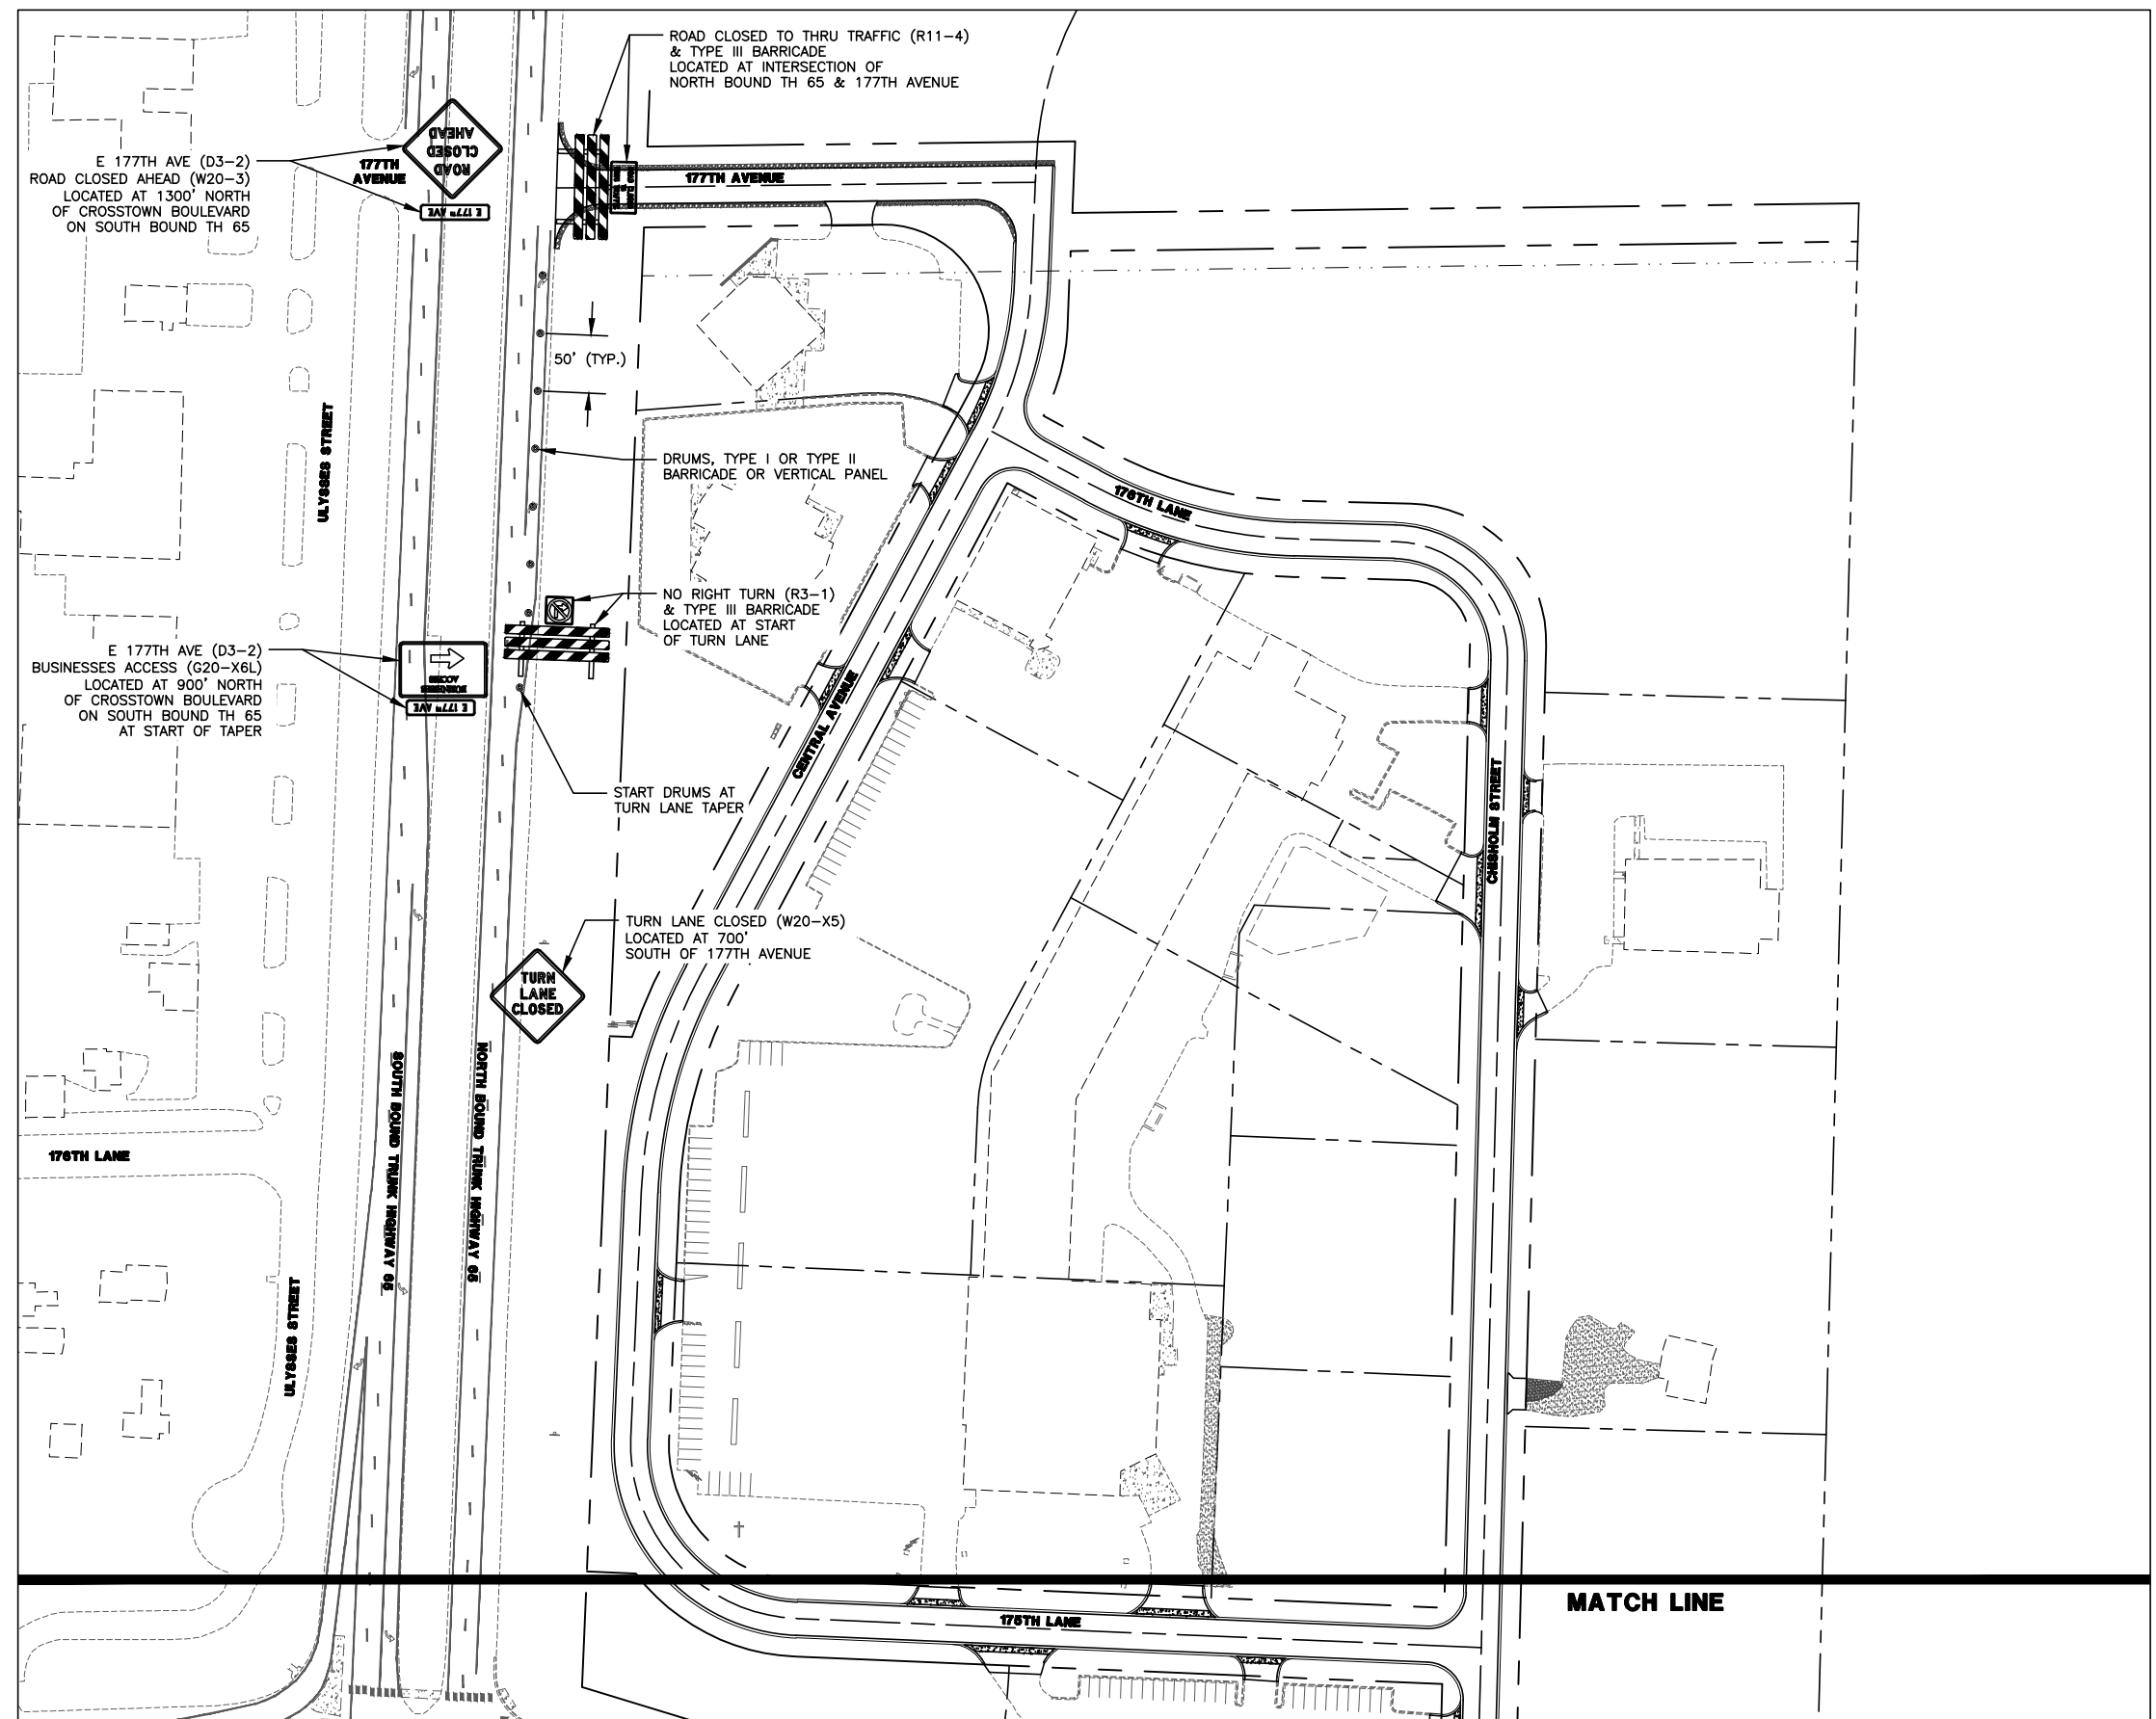 ROAD CLOSED TO THRU TRAFFIC (R11-4)
& TYPE III BARRICADE
LOCATED AT INTERSECTION OF
NORTH BOUND TH 65 & 177TH AVENUE
ROAD
CLOSED
AHEAD
E 177TH AVE
E 177TH AVE (D3-2)
ROAD CLOSED AHEAD (W20-3)
LOCATED AT 1300' NORTH
OF CROSSTOWN BOULEVARD
ON SOUTH BOUND TH 65
177TH
AVENUE
177TH AVENUE
50' (TYP.)
ULYSSES STREET
DRUMS, TYPE I OR TYPE II
BARRICADE OR VERTICAL PANEL
176TH LANE
NO RIGHT TURN (R3-1)
& TYPE III BARRICADE
LOCATED AT START
OF TURN LANE
E 177TH AVE (D3-2)
BUSINESSES ACCESS (G20-X6L)
LOCATED AT 900' NORTH
OF CROSSTOWN BOULEVARD
ON SOUTH BOUND TH 65
AT START OF TAPER
BUSINESSES
ACCESS
E 177TH AVE
START DRUMS AT
TURN LANE TAPER
CENTRAL AVENUE
CHISHOLM STREET
TURN LANE CLOSED (W20-X5)
LOCATED AT 700'
SOUTH OF 177TH AVENUE
TURN
LANE
CLOSED
SOUTH BOUND TRUNK HIGHWAY 65
NORTH BOUND TRUNK HIGHWAY 65
176TH LANE
ULYSSES STREET
MATCH LINE
175TH LANE